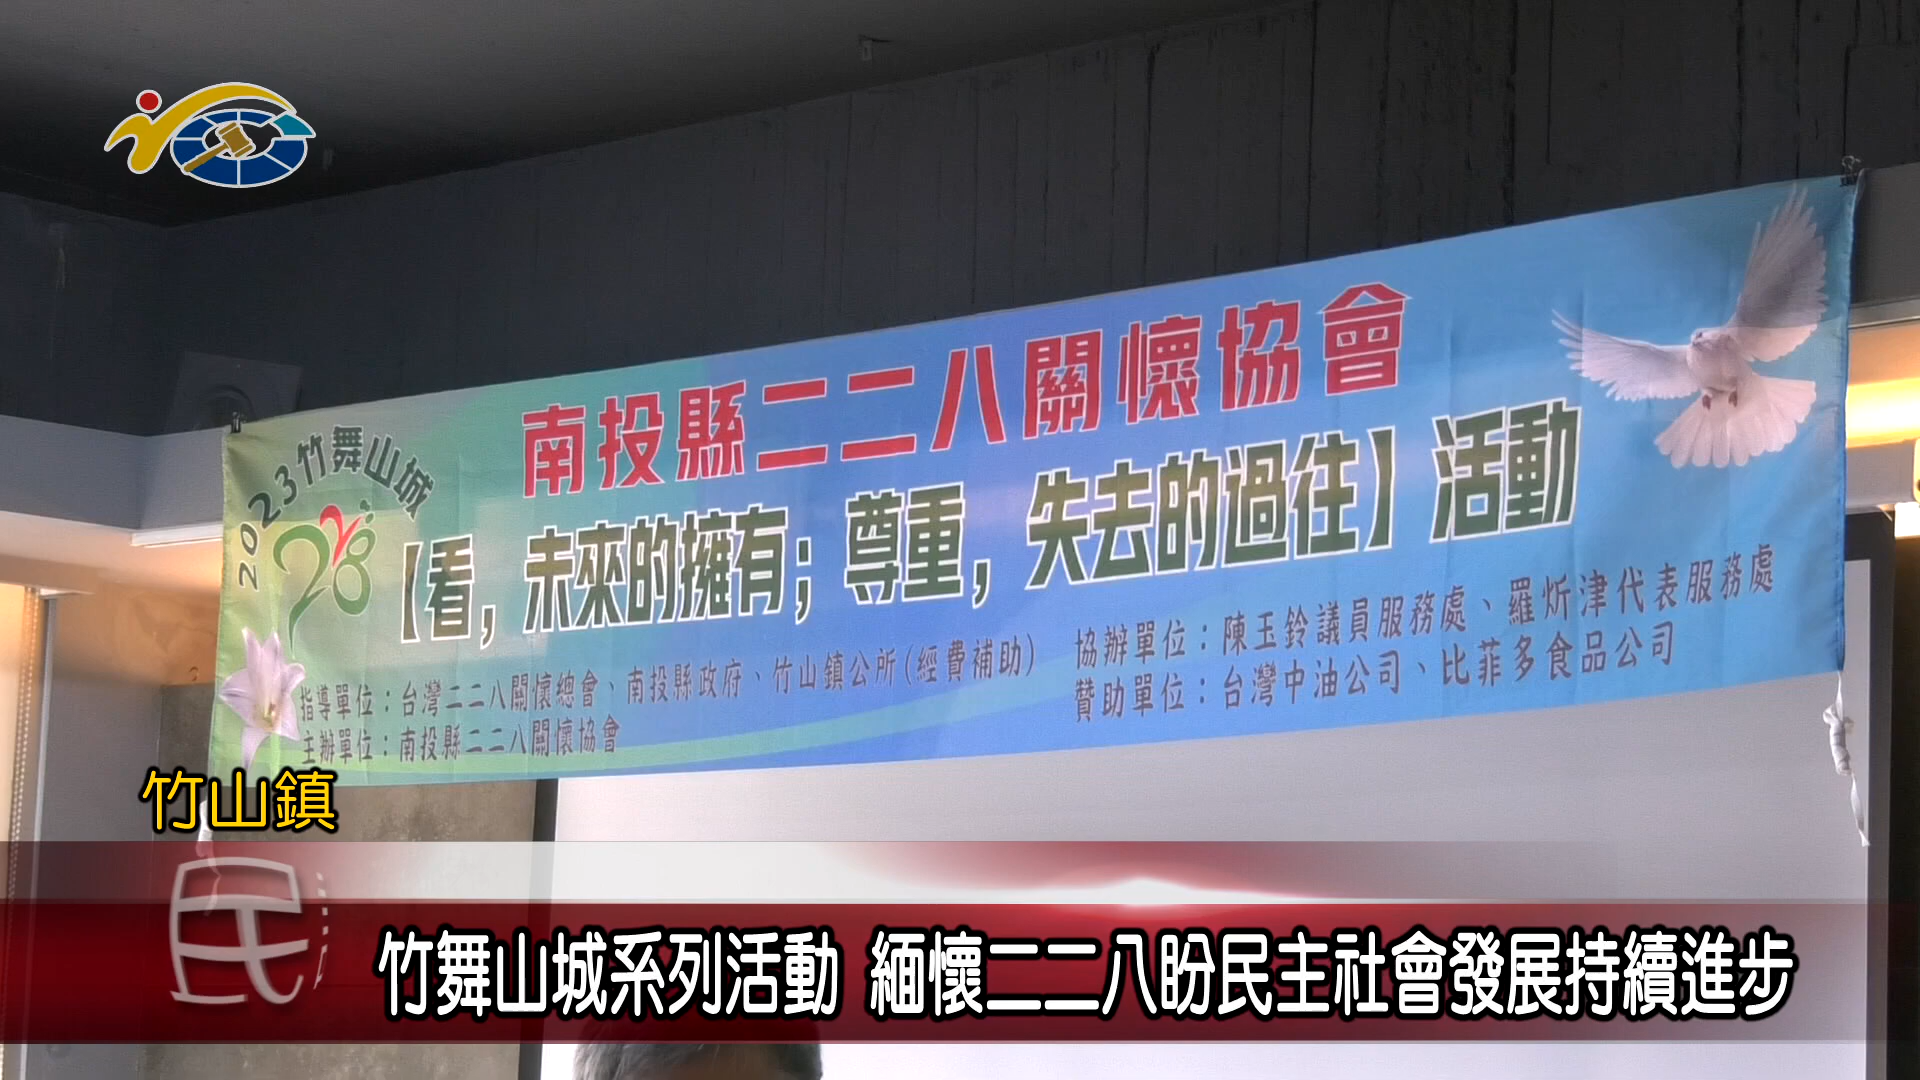 南投縣二二八關懷協會
2023竹舞山城
228
【看，未來的擁有；尊重，失去的過往】活動
指導單位：台灣二二八關懷總會、南投縣政府、竹山鎮公所(經費補助)
主辦單位：南投縣二二八關懷協會
協辦單位：陳玉鈴議員服務處、羅炘津代表服務處
贊助單位：台灣中油公司、比菲多食品公司
竹山鎮
民
竹舞山城系列活動 緬懷二二八盼民主社會發展持續進步